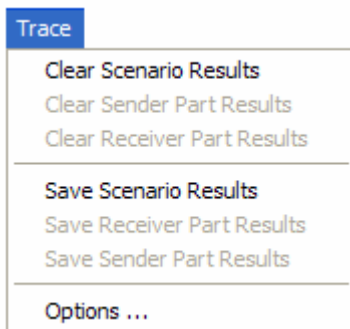 Trace
Clear Scenario Results
Clear Sender Part Results
Clear Receiver Part Results
Save Scenario Results
Save Receiver Part Results
Save Sender Part Results
Options ...